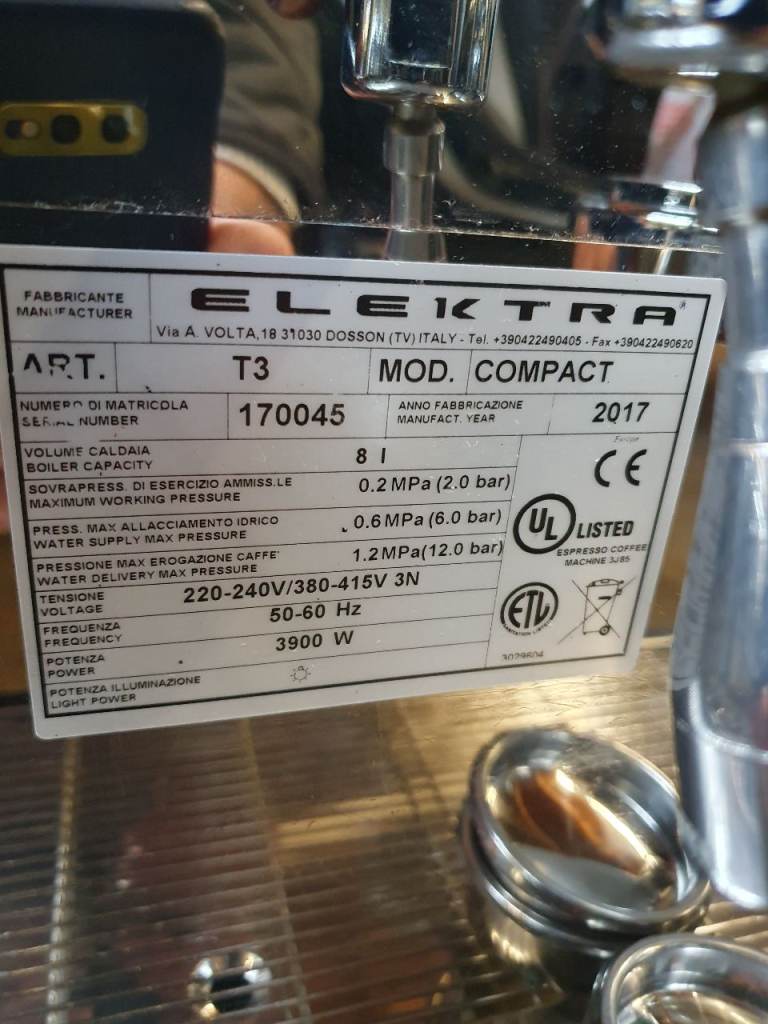 FABBRICANTE
MANUFACTURER
ELEKTRA
Via A. VOLTA,18 31030 DOSSON (TV) ITALY - Tel. +390422490405 - Fax +390422490620
ART. T3 MOD. COMPACT
NUMERO DI MATRICOLA
SERIAL NUMBER
170045
ANNO FABBRICAZIONE
MANUFACT. YEAR
2017
VOLUME CALDAIA
BOILER CAPACITY
8 l
SOVRAPRESS. DI ESERCIZIO AMMISS.LE
MAXIMUM WORKING PRESSURE
0.2 MPa (2.0 bar)
PRESS. MAX ALLACCIAMENTO IDRICO
WATER SUPPLY MAX PRESSURE
0.6 MPa (6.0 bar)
PRESSIONE MAX EROGAZIONE CAFFE'
WATER DELIVERY MAX PRESSURE
1.2 MPa (12.0 bar)
TENSIONE
VOLTAGE
220-240V/380-415V 3N
FREQUENZA
FREQUENCY
50-60 Hz
POTENZA
POWER
3900 W
POTENZA ILLUMINAZIONE
LIGHT POWER
CE
UL LISTED
ESPRESSO COFFEE
MACHINE 3J85
ETL
3029604